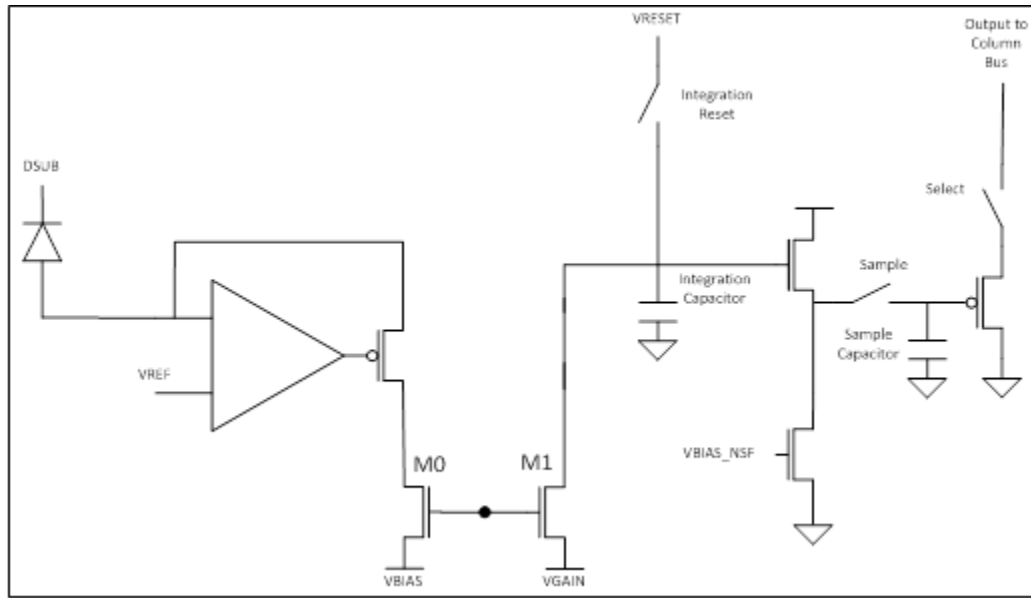 VRESET
Output to
Column
Bus
Integration
Reset
DSUB
Select
Sample
Integration
Capacitor
Sample
Capacitor
VREF
M0
M1
VBIAS_NSF
VBIAS
VGAIN